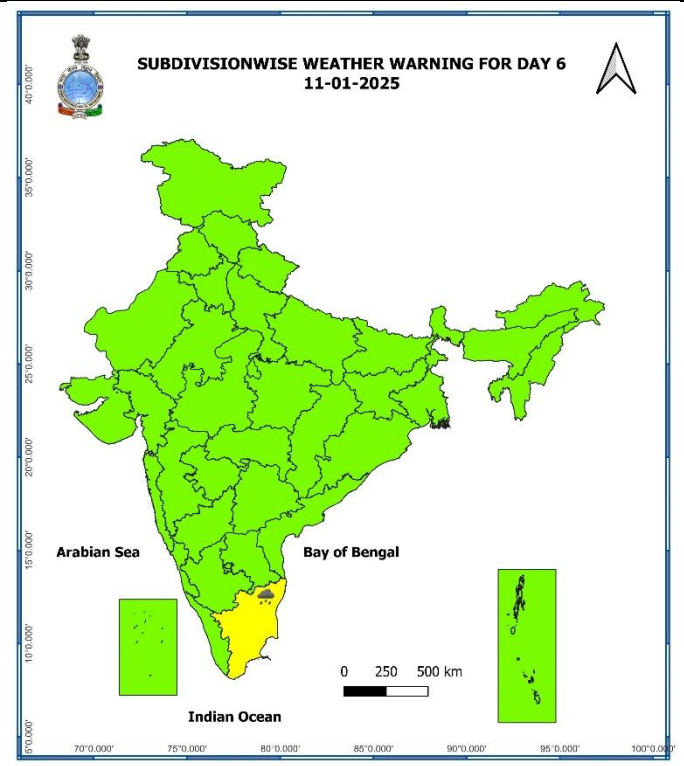 SUBDIVISIONWISE WEATHER WARNING FOR DAY 6
11-01-2025
40°0.000'
35°0.000'
30°0.000'
25°0.000'
20°0.000'
15°0.000'
10°0.000'
5°0.000'
Arabian Sea
Bay of Bengal
0 250 500 km
Indian Ocean
70°0.000' 75°0.000' 80°0.000' 85°0.000' 90°0.000' 95°0.000' 100°0.000'